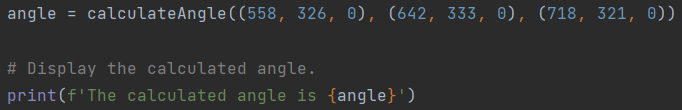 angle = calculateAngle((558, 326, 0), (642, 333, 0), (718, 321, 0))
# Display the calculated angle.
print(f'The calculated angle is {angle}')